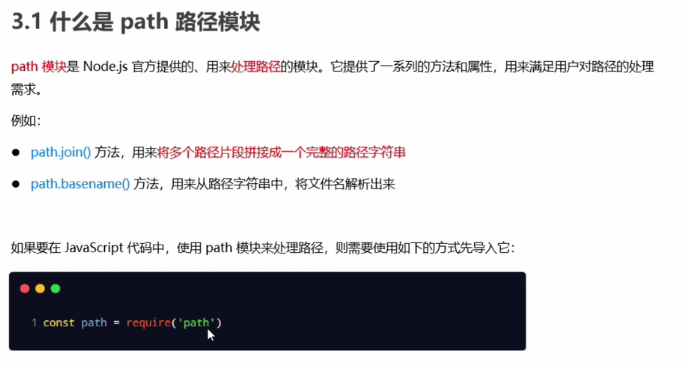 3.1 什么是 path 路径模块
path 模块是 Node.js 官方提供的、用来处理路径的模块。它提供了一系列的方法和属性，用来满足用户对路径的处理
需求。
例如：
● path.join() 方法，用来将多个路径片段拼接成一个完整的路径字符串
● path.basename() 方法，用来从路径字符串中，将文件名解析出来
如果要在 JavaScript 代码中，使用 path 模块来处理路径，则需要使用如下的方式先导入它：
1 const path = require('path')